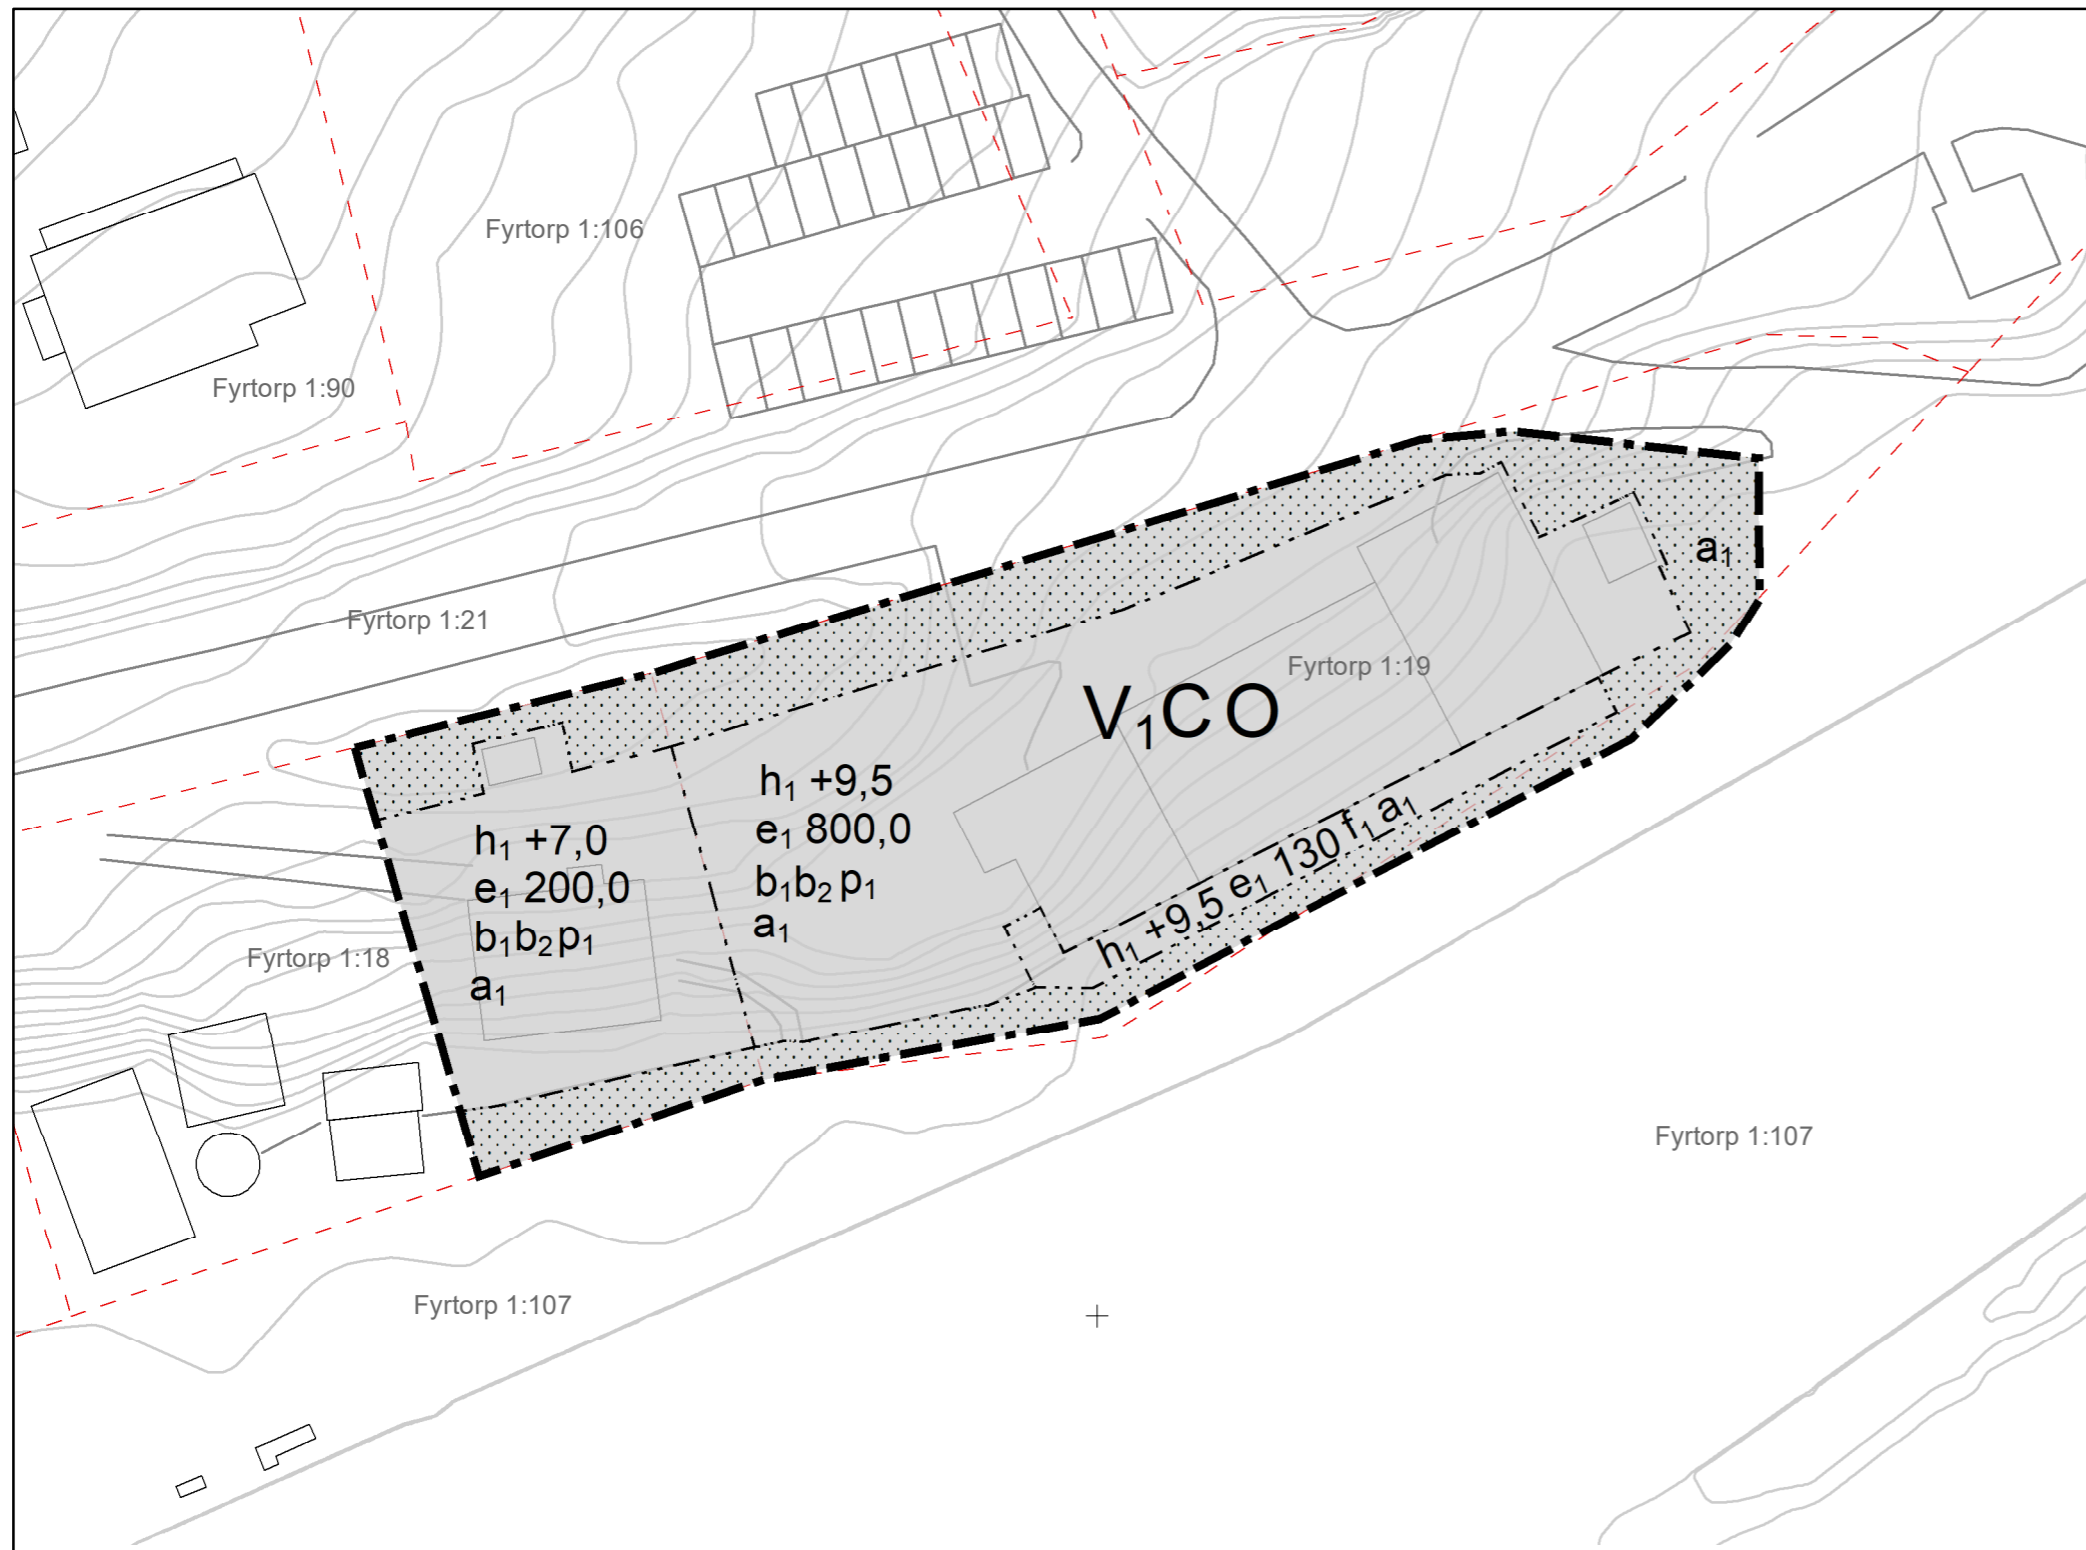 Fyrtorp 1:106
Fyrtorp 1:90
Fyrtorp 1:21
a₁
Fyrtorp 1:19
V₁CO
h₁ +9,5
e₁ 800,0
b₁b₂p₁
a₁
h₁ +7,0
e₁ 200,0
b₁b₂p₁
a₁
h₁ +9,5 e₁ 130 f₁ a₁
Fyrtorp 1:18
Fyrtorp 1:107
Fyrtorp 1:107